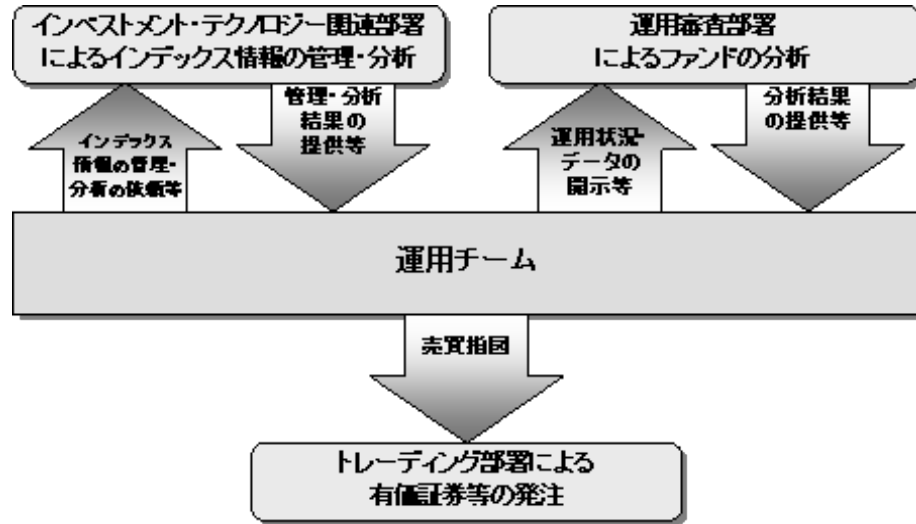 インベストメント・テクノロジー関連部署
によるインデックス情報の管理・分析
運用審査部署
によるファンドの分析
インデックス
情報の管理・
分析の依頼等
管理・分析
結果の
提供等
運用状況・
データの
開示等
分析結果
の提供等
運用チーム
売買指図
トレーディング部署による
有価証券等の発注